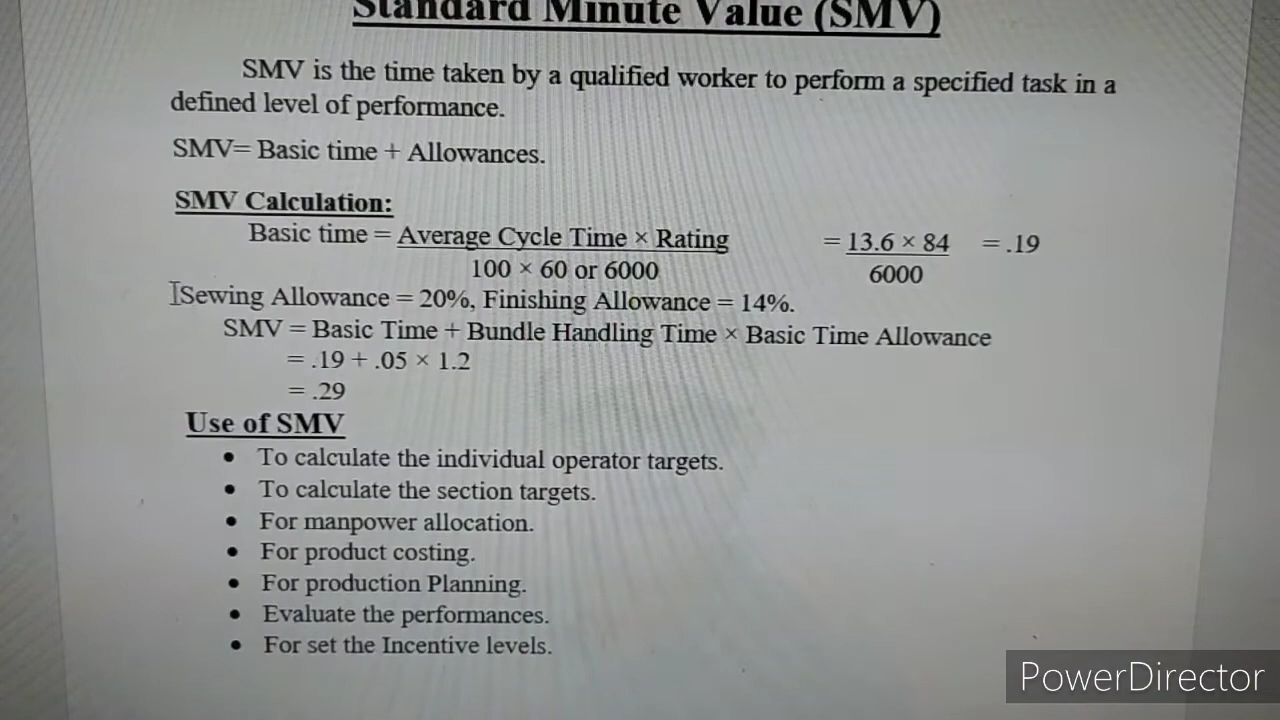 Standard Minute Value (SMV)
SMV is the time taken by a qualified worker to perform a specified task in a
defined level of performance.
SMV= Basic time + Allowances.
SMV Calculation:
Basic time = Average Cycle Time × Rating = 13.6 × 84 = .19
100 × 60 or 6000 6000
Sewing Allowance = 20%, Finishing Allowance = 14%.
SMV = Basic Time + Bundle Handling Time × Basic Time Allowance
= .19 + .05 × 1.2
= .29
Use of SMV
• To calculate the individual operator targets.
• To calculate the section targets.
• For manpower allocation.
• For product costing.
• For production Planning.
• Evaluate the performances.
• For set the Incentive levels.
PowerDirector